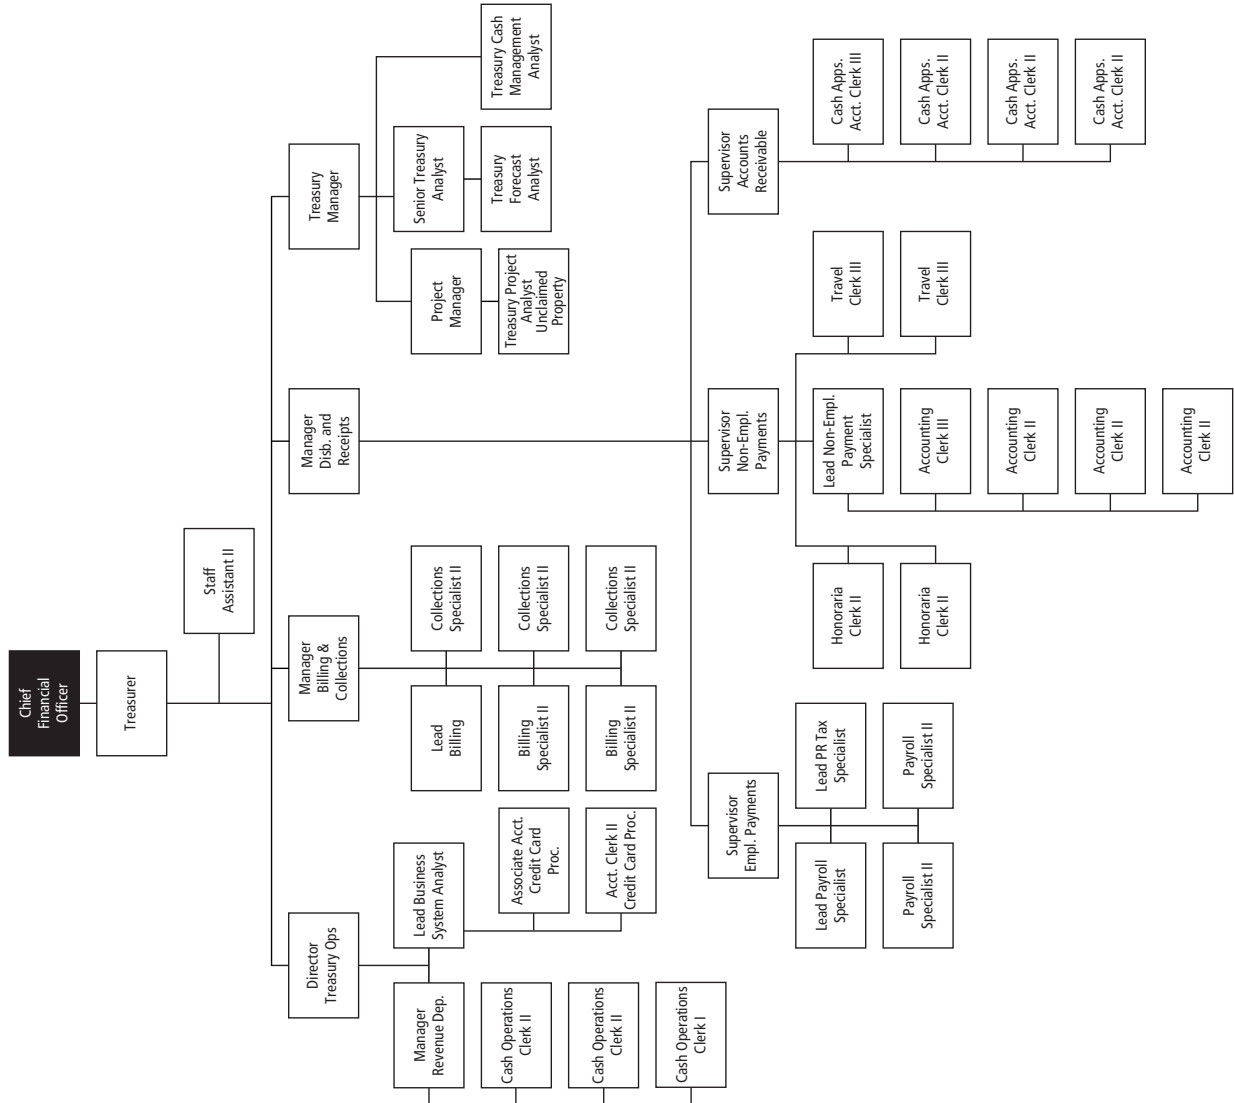 Chief
Financial
Officer
Treasurer
Staff
Assistant II
Director
Treasury Ops
Manager
Billing &
Collections
Manager
Disb. and
Receipts
Treasury
Manager
Manager
Revenue Dep.
Cash Operations
Clerk II
Cash Operations
Clerk II
Cash Operations
Clerk I
Lead Business
System Analyst
Associate Acct.
Credit Card
Proc.
Acct. Clerk II
Credit Card Proc.
Lead
Billing
Billing
Specialist II
Billing
Specialist II
Collections
Specialist II
Collections
Specialist II
Collections
Specialist II
Project
Manager
Treasury Project
Analyst
Unclaimed
Property
Senior Treasury
Analyst
Treasury
Forecast
Analyst
Treasury Cash
Management
Analyst
Supervisor
Empl. Payments
Lead Payroll
Specialist
Payroll
Specialist II
Lead PR Tax
Specialist
Payroll
Specialist II
Supervisor
Non-Empl.
Payments
Honoraria
Clerk II
Honoraria
Clerk II
Lead Non-Empl.
Payment
Specialist
Accounting
Clerk III
Accounting
Clerk II
Accounting
Clerk II
Accounting
Clerk II
Travel
Clerk III
Travel
Clerk III
Supervisor
Accounts
Receivable
Cash Apps.
Acct. Clerk III
Cash Apps.
Acct. Clerk II
Cash Apps.
Acct. Clerk II
Cash Apps.
Acct. Clerk II